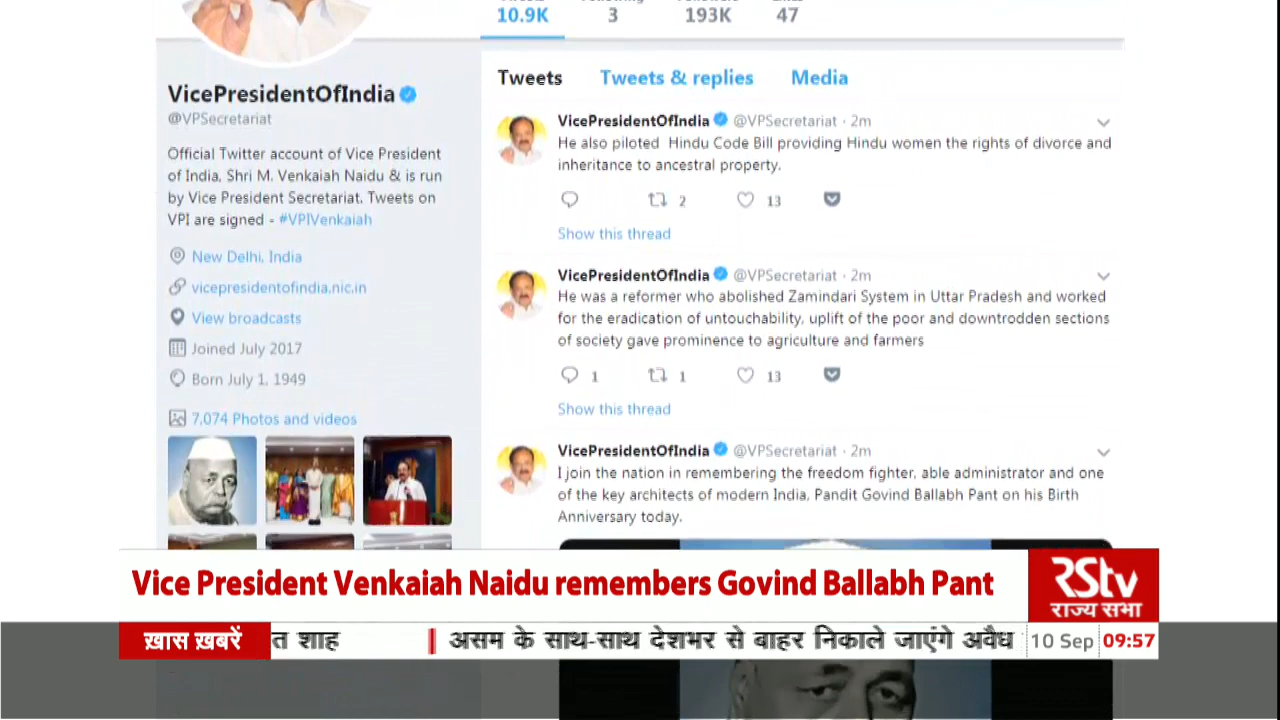 10.9K 3 193K 47
VicePresidentOfIndia
@VPSecretariat
Official Twitter account of Vice President
of India, Shri M. Venkaiah Naidu & is run
by Vice President Secretariat. Tweets on
VPI are signed - #VPIVenkaiah
New Delhi, India
vicepresidentofindia.nic.in
View broadcasts
Joined July 2017
Born July 1, 1949
7,074 Photos and videos
Tweets Tweets & replies Media
VicePresidentOfIndia @VPSecretariat · 2m
He also piloted Hindu Code Bill providing Hindu women the rights of divorce and
inheritance to ancestral property.
2 13
Show this thread
VicePresidentOfIndia @VPSecretariat · 2m
He was a reformer who abolished Zamindari System in Uttar Pradesh and worked
for the eradication of untouchability, uplift of the poor and downtrodden sections
of society gave prominence to agriculture and farmers
1 1 13
Show this thread
VicePresidentOfIndia @VPSecretariat · 2m
I join the nation in remembering the freedom fighter, able administrator and one
of the key architects of modern India, Pandit Govind Ballabh Pant on his Birth
Anniversary today.
Vice President Venkaiah Naidu remembers Govind Ballabh Pant
RSTV
राज्य सभा
ख़ास ख़बरें त शाह | असम के साथ-साथ देशभर से बाहर निकाले जाएंगे अवैध 10 Sep 09:57